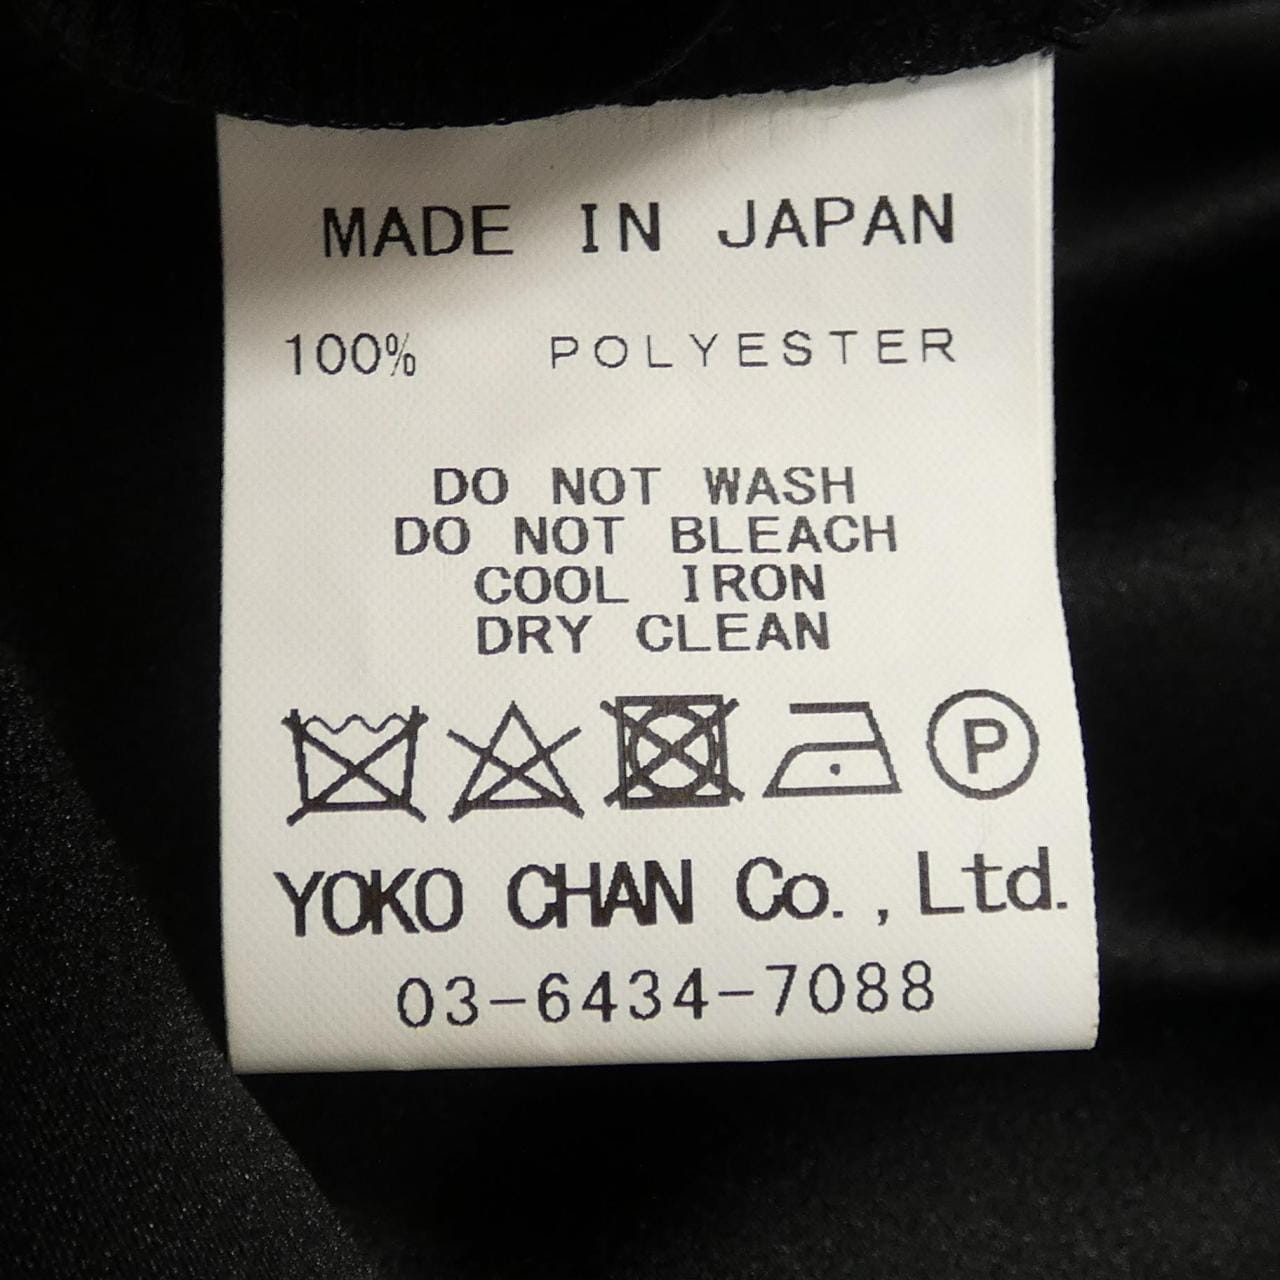 MADE IN JAPAN
100% POLYESTER
DO NOT WASH
DO NOT BLEACH
COOL IRON
DRY CLEAN
P
YOKO CHAN Co.,Ltd.
03-6434-7088